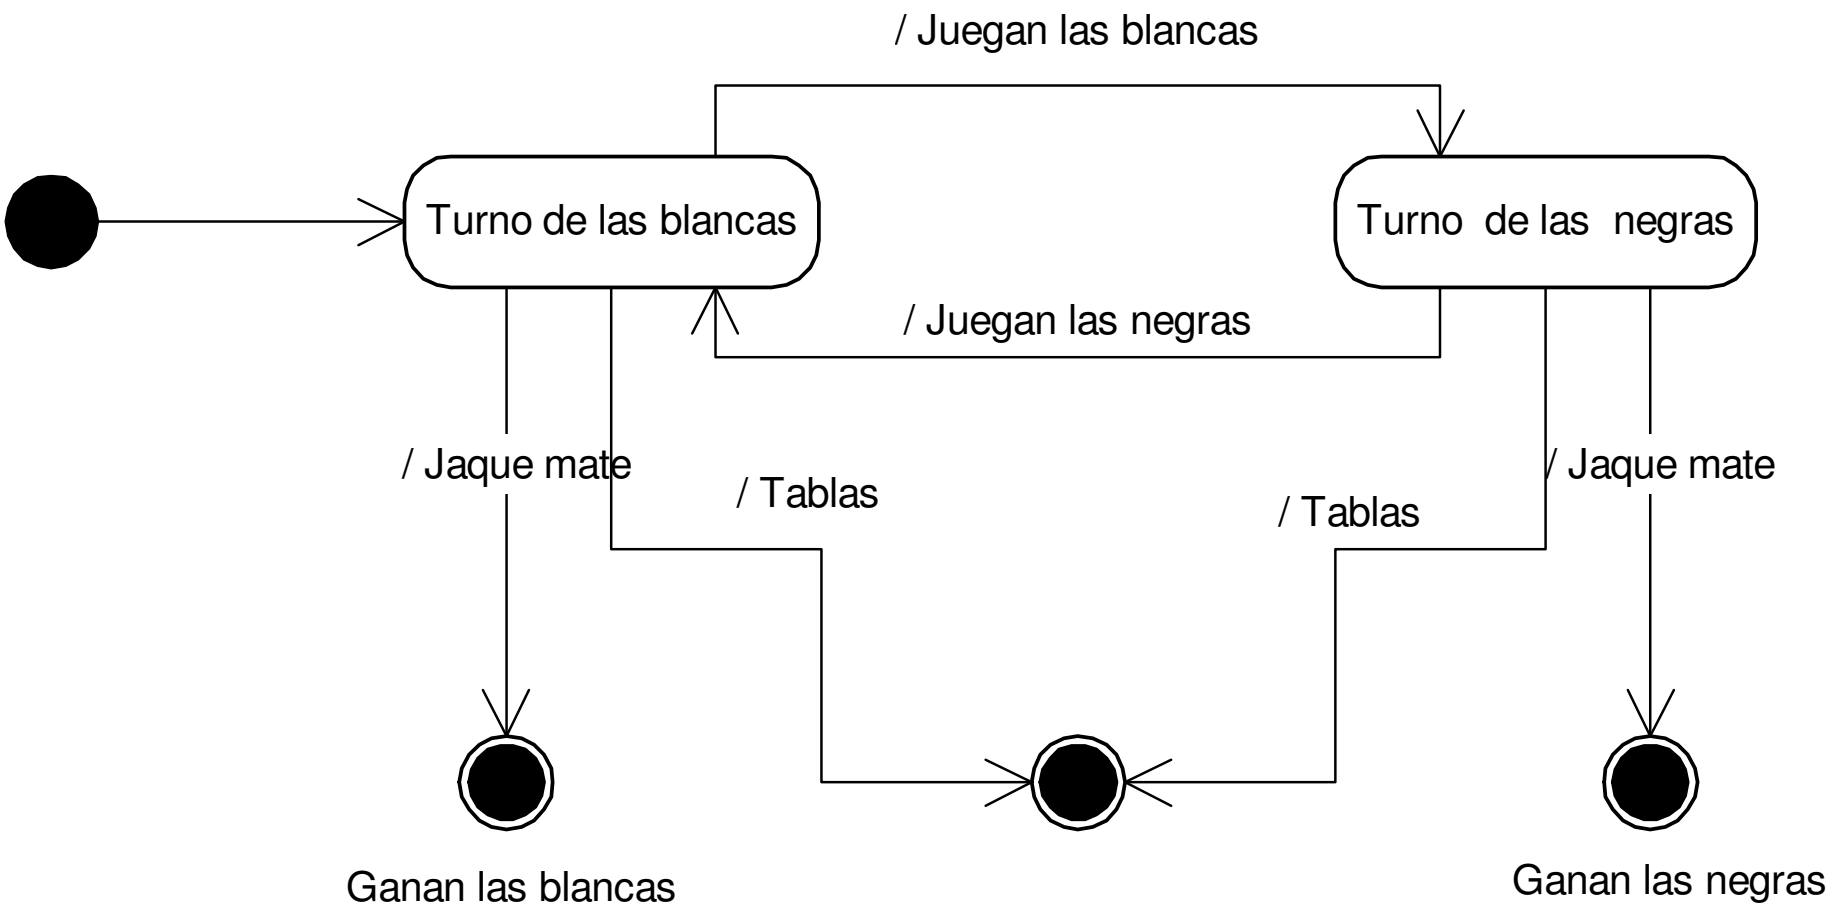 / Juegan las blancas
Turno de las blancas
Turno de las negras
/ Juegan las negras
/ Jaque mate
/ Tablas
/ Tablas
/ Jaque mate
Ganan las blancas
Ganan las negras